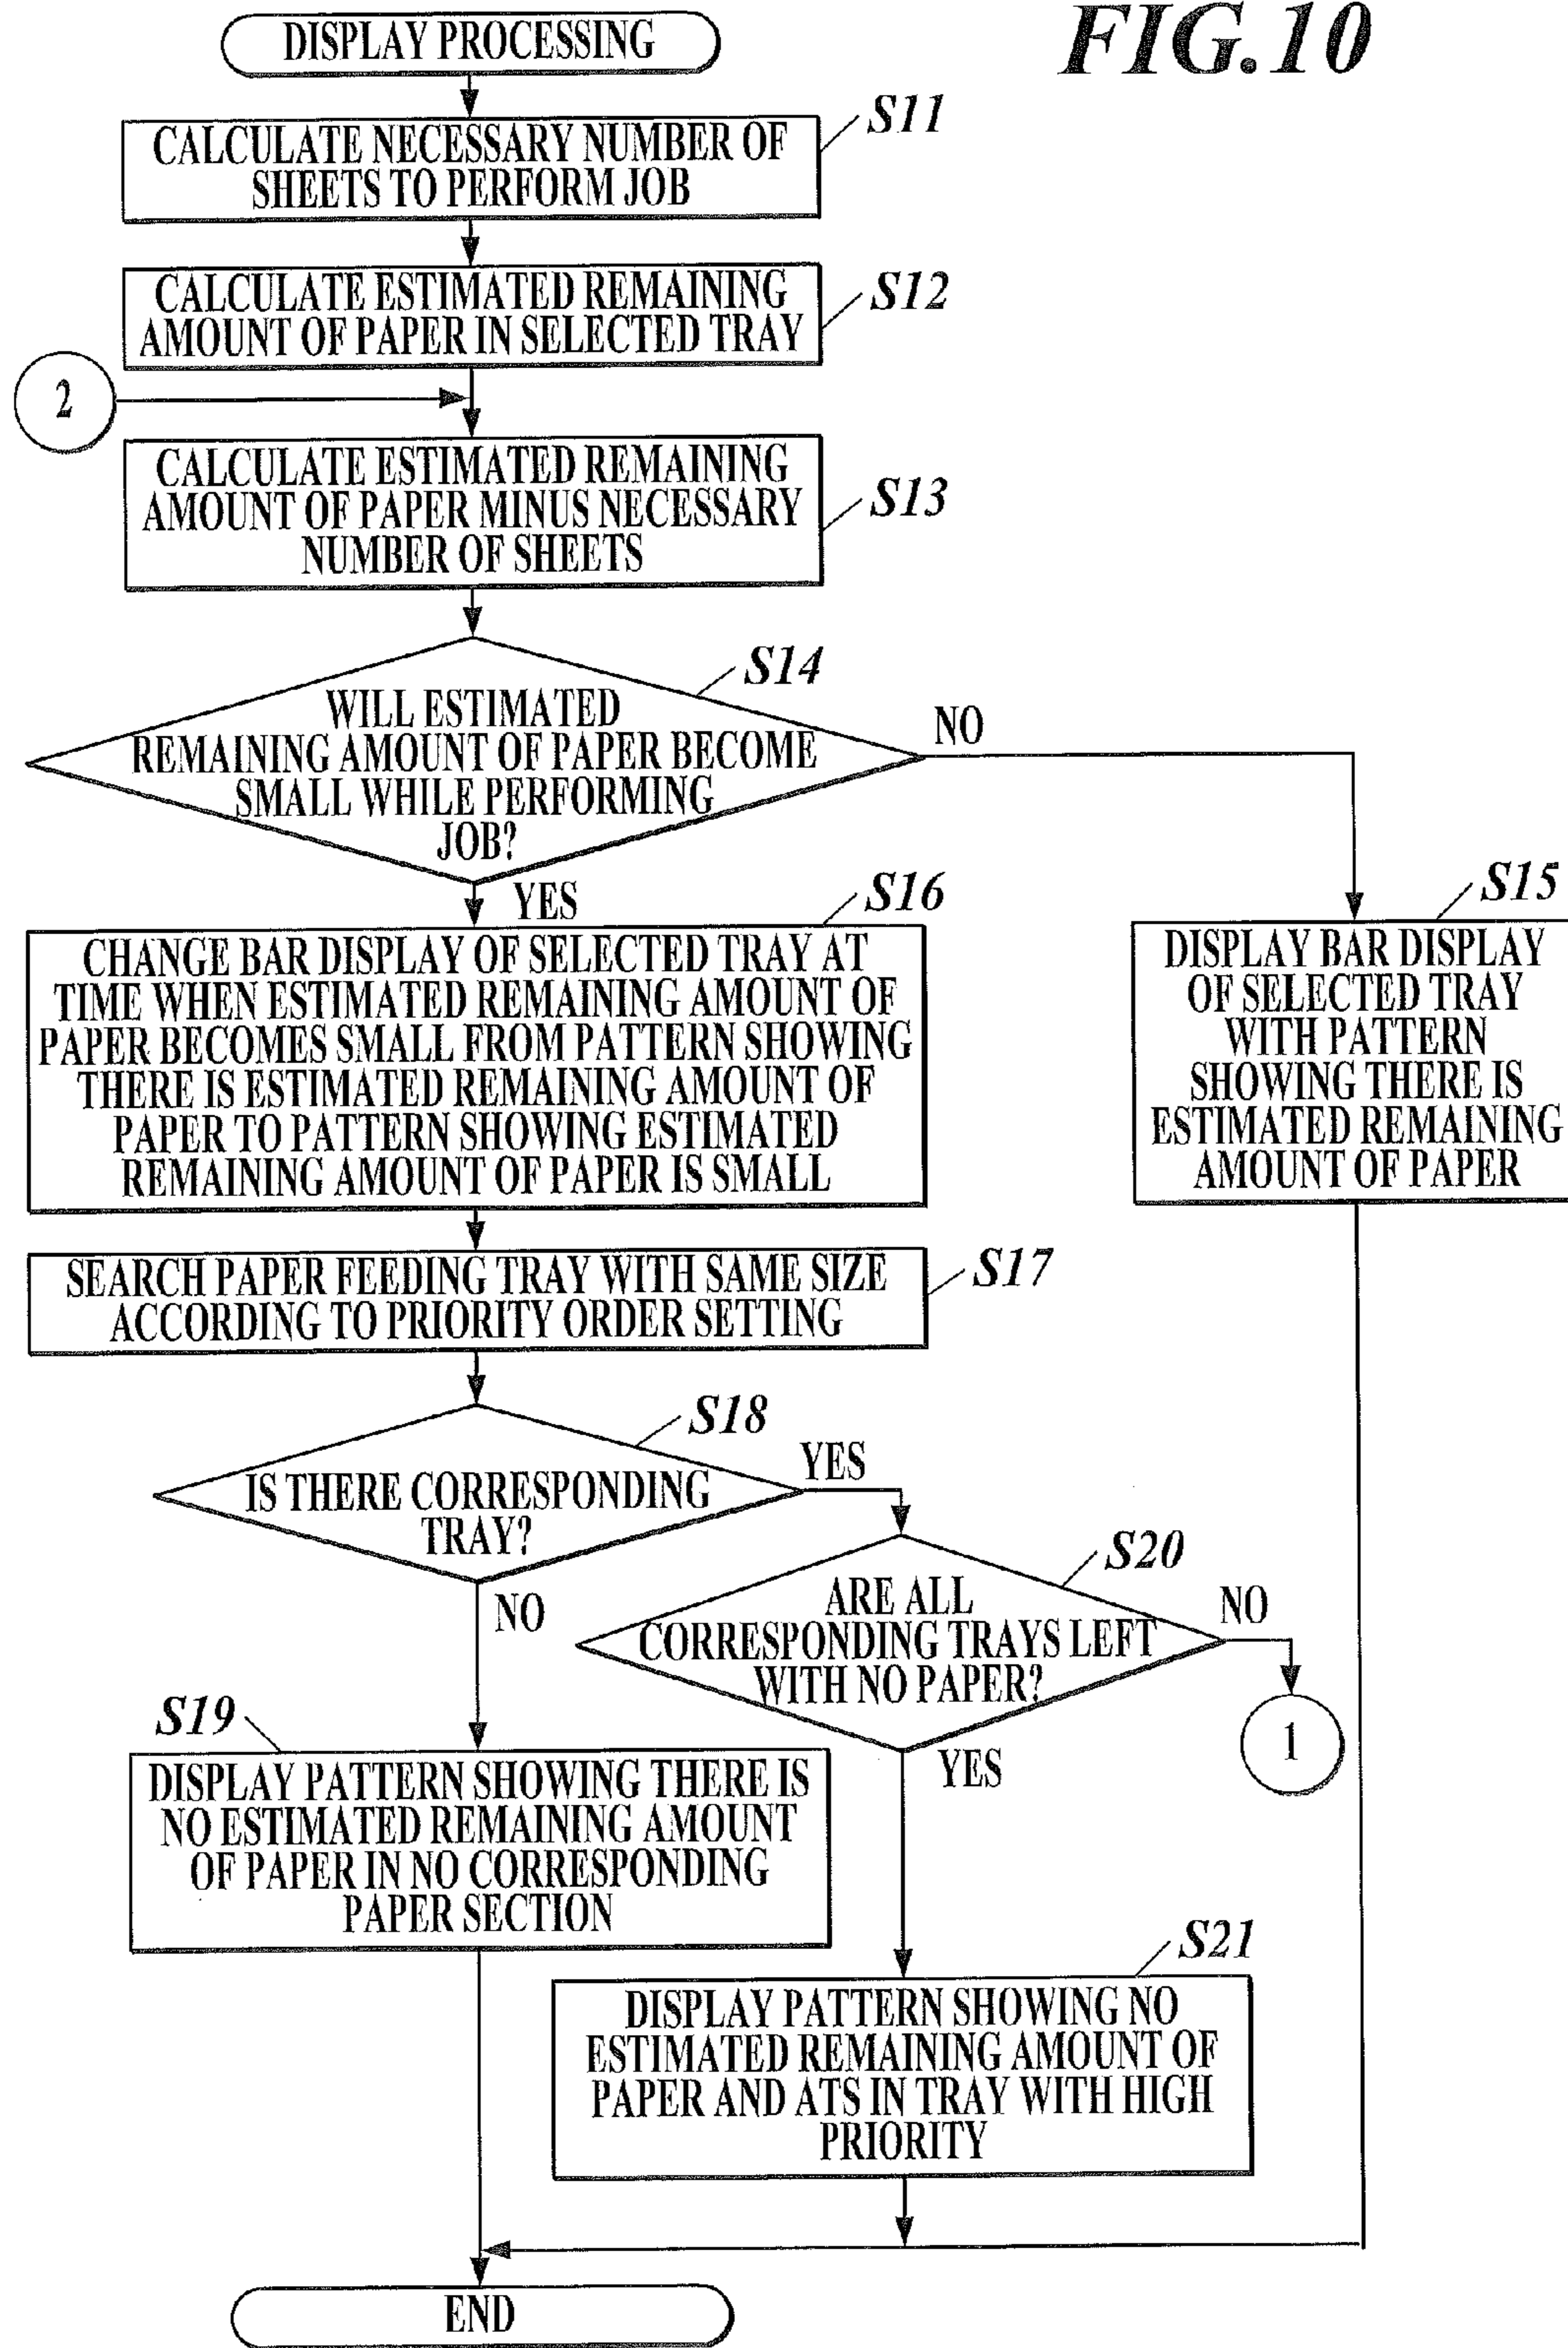 FIG.10
DISPLAY PROCESSING
S11
CALCULATE NECESSARY NUMBER OF
SHEETS TO PERFORM JOB
S12
CALCULATE ESTIMATED REMAINING
AMOUNT OF PAPER IN SELECTED TRAY
2
S13
CALCULATE ESTIMATED REMAINING
AMOUNT OF PAPER MINUS NECESSARY
NUMBER OF SHEETS
S14
WILL ESTIMATED
REMAINING AMOUNT OF PAPER BECOME
SMALL WHILE PERFORMING
JOB?
NO
YES
S15
DISPLAY BAR DISPLAY
OF SELECTED TRAY
WITH PATTERN
SHOWING THERE IS
ESTIMATED REMAINING
AMOUNT OF PAPER
S16
CHANGE BAR DISPLAY OF SELECTED TRAY AT
TIME WHEN ESTIMATED REMAINING AMOUNT OF
PAPER BECOMES SMALL FROM PATTERN SHOWING
THERE IS ESTIMATED REMAINING AMOUNT OF
PAPER TO PATTERN SHOWING ESTIMATED
REMAINING AMOUNT OF PAPER IS SMALL
S17
SEARCH PAPER FEEDING TRAY WITH SAME SIZE
ACCORDING TO PRIORITY ORDER SETTING
S18
IS THERE CORRESPONDING
TRAY?
YES
NO
S20
ARE ALL
CORRESPONDING TRAYS LEFT
WITH NO PAPER?
NO
1
YES
S19
DISPLAY PATTERN SHOWING THERE IS
NO ESTIMATED REMAINING AMOUNT
OF PAPER IN NO CORRESPONDING
PAPER SECTION
S21
DISPLAY PATTERN SHOWING NO
ESTIMATED REMAINING AMOUNT OF
PAPER AND ATS IN TRAY WITH HIGH
PRIORITY
END